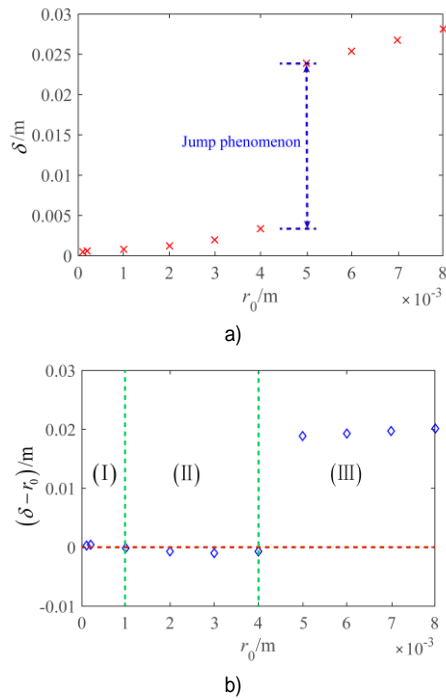 0.03
0.025
0.02
0.015
0.01
0.005
0
δ/m
Jump phenomenon
0 1 2 3 4 5 6 7 8
r₀/m
× 10⁻³
a)
0.03
0.02
0.01
0
-0.01
(δ−r₀)/m
(Ⅰ) (Ⅱ) (Ⅲ)
0 1 2 3 4 5 6 7 8
r₀/m
× 10⁻³
b)